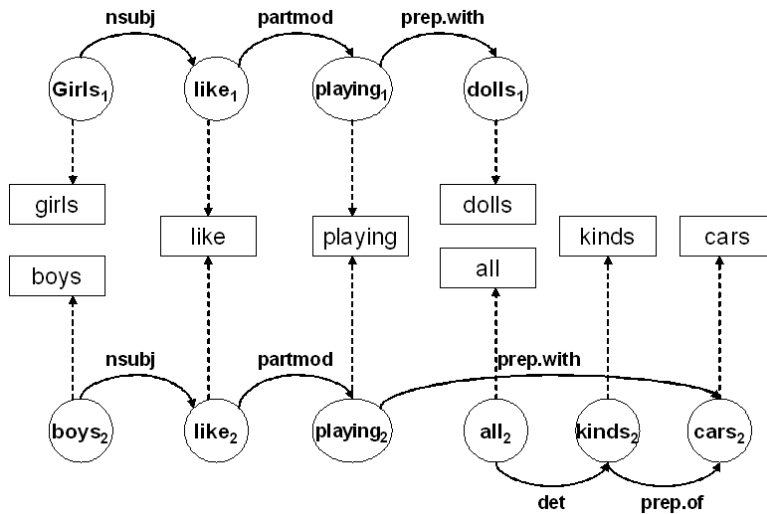 nsubj partmod prep.with
Girls1 like1 playing1 dolls1
girls dolls
like playing kinds cars
boys all
nsubj partmod prep.with
boys2 like2 playing2 all2 kinds2 cars2
det prep.of